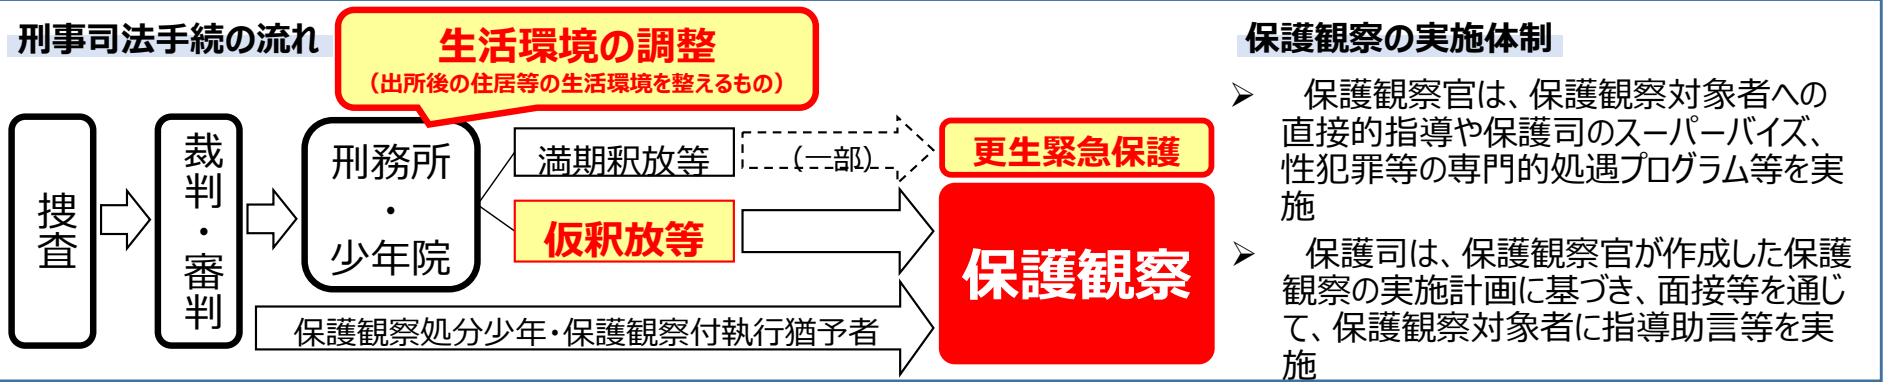 刑事司法手続の流れ
生活環境の調整
（出所後の住居等の生活環境を整えるもの）
捜査
裁判・審判
刑務所
・
少年院
満期釈放等
（一部）
更生緊急保護
仮釈放等
保護観察
保護観察処分少年・保護観察付執行猶予者
保護観察の実施体制
➢ 保護観察官は、保護観察対象者への
直接的指導や保護司のスーパーバイズ、
性犯罪等の専門的処遇プログラム等を実
施
➢ 保護司は、保護観察官が作成した保護
観察の実施計画に基づき、面接等を通じ
て、保護観察対象者に指導助言等を実
施